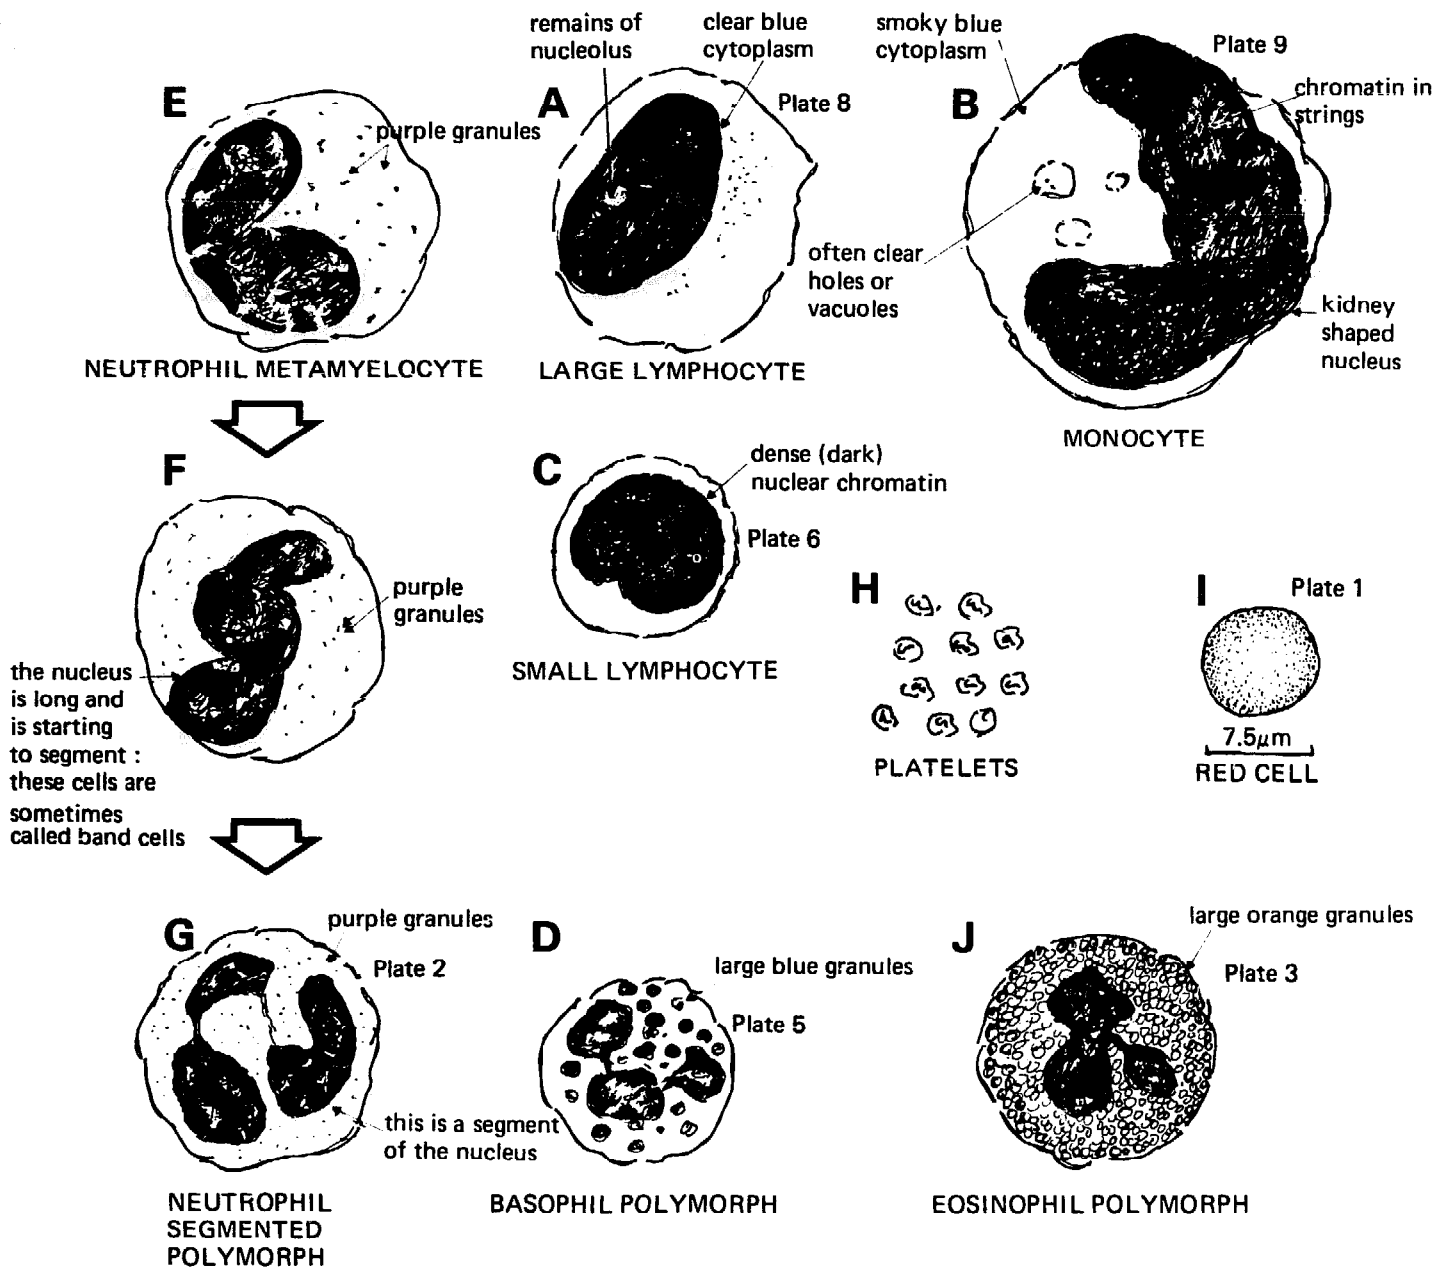 E
purple granules
NEUTROPHIL METAMYELOCYTE
remains of
nucleolus
clear blue
cytoplasm
A
Plate 8
LARGE LYMPHOCYTE
smoky blue
cytoplasm
B
Plate 9
chromatin in
strings
often clear
holes or
vacuoles
kidney
shaped
nucleus
MONOCYTE
F
purple
granules
the nucleus
is long and
is starting
to segment :
these cells are
sometimes
called band cells
C
dense (dark)
nuclear chromatin
Plate 6
SMALL LYMPHOCYTE
H
PLATELETS
I
Plate 1
7.5μm
RED CELL
G
purple granules
Plate 2
this is a segment
of the nucleus
NEUTROPHIL
SEGMENTED
POLYMORPH
D
large blue granules
Plate 5
BASOPHIL POLYMORPH
J
large orange granules
Plate 3
EOSINOPHIL POLYMORPH